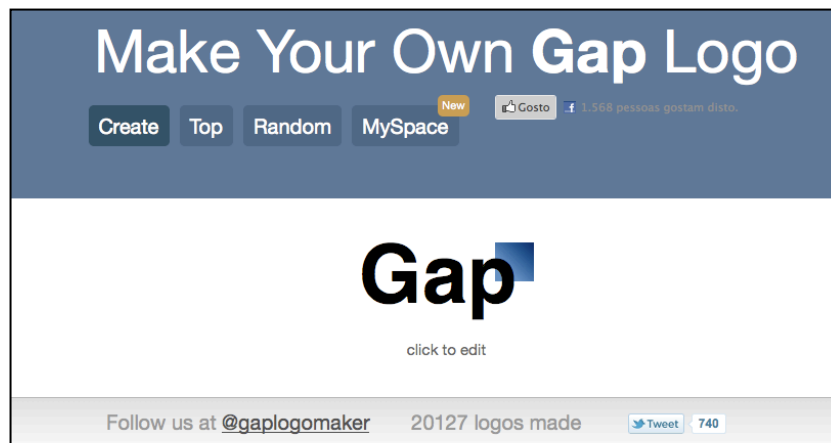 Make Your Own Gap Logo
New
Gosto 1.568 pessoas gostam disto.
Create Top Random MySpace
Gap
click to edit
Follow us at @gaplogomaker 20127 logos made Tweet 740